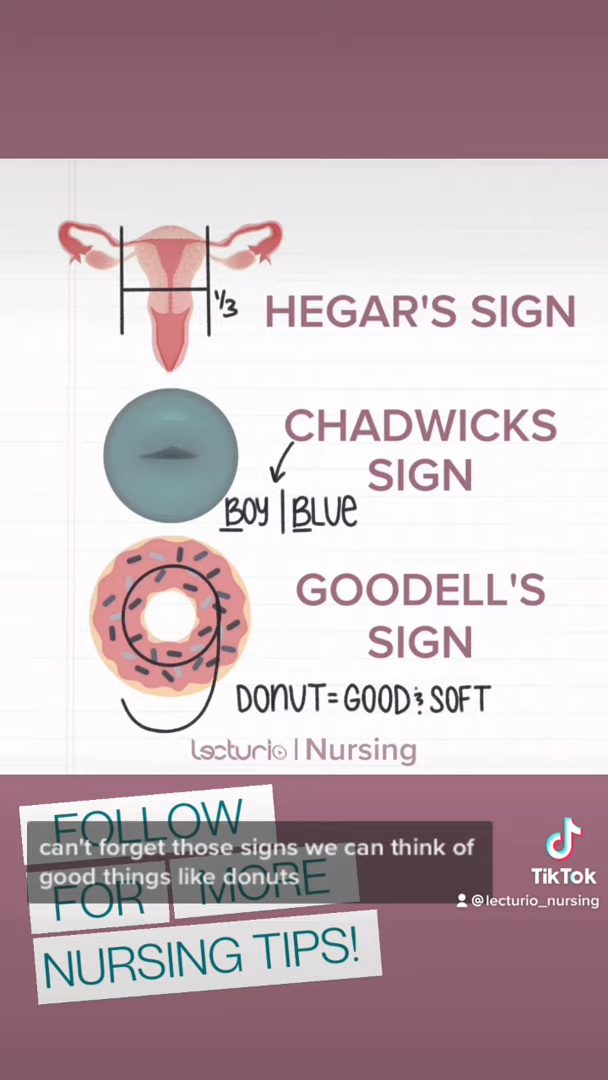 1/3
HEGAR'S SIGN
CHADWICKS
SIGN
BOY | BLUE
GOODELL'S
SIGN
g
DONUT=GOOD & SOFT
lecturio | Nursing
FOLLOW
can't forget those signs we can think of
good things like donuts
FOR MORE
NURSING TIPS!
TikTok
@lecturio_nursing